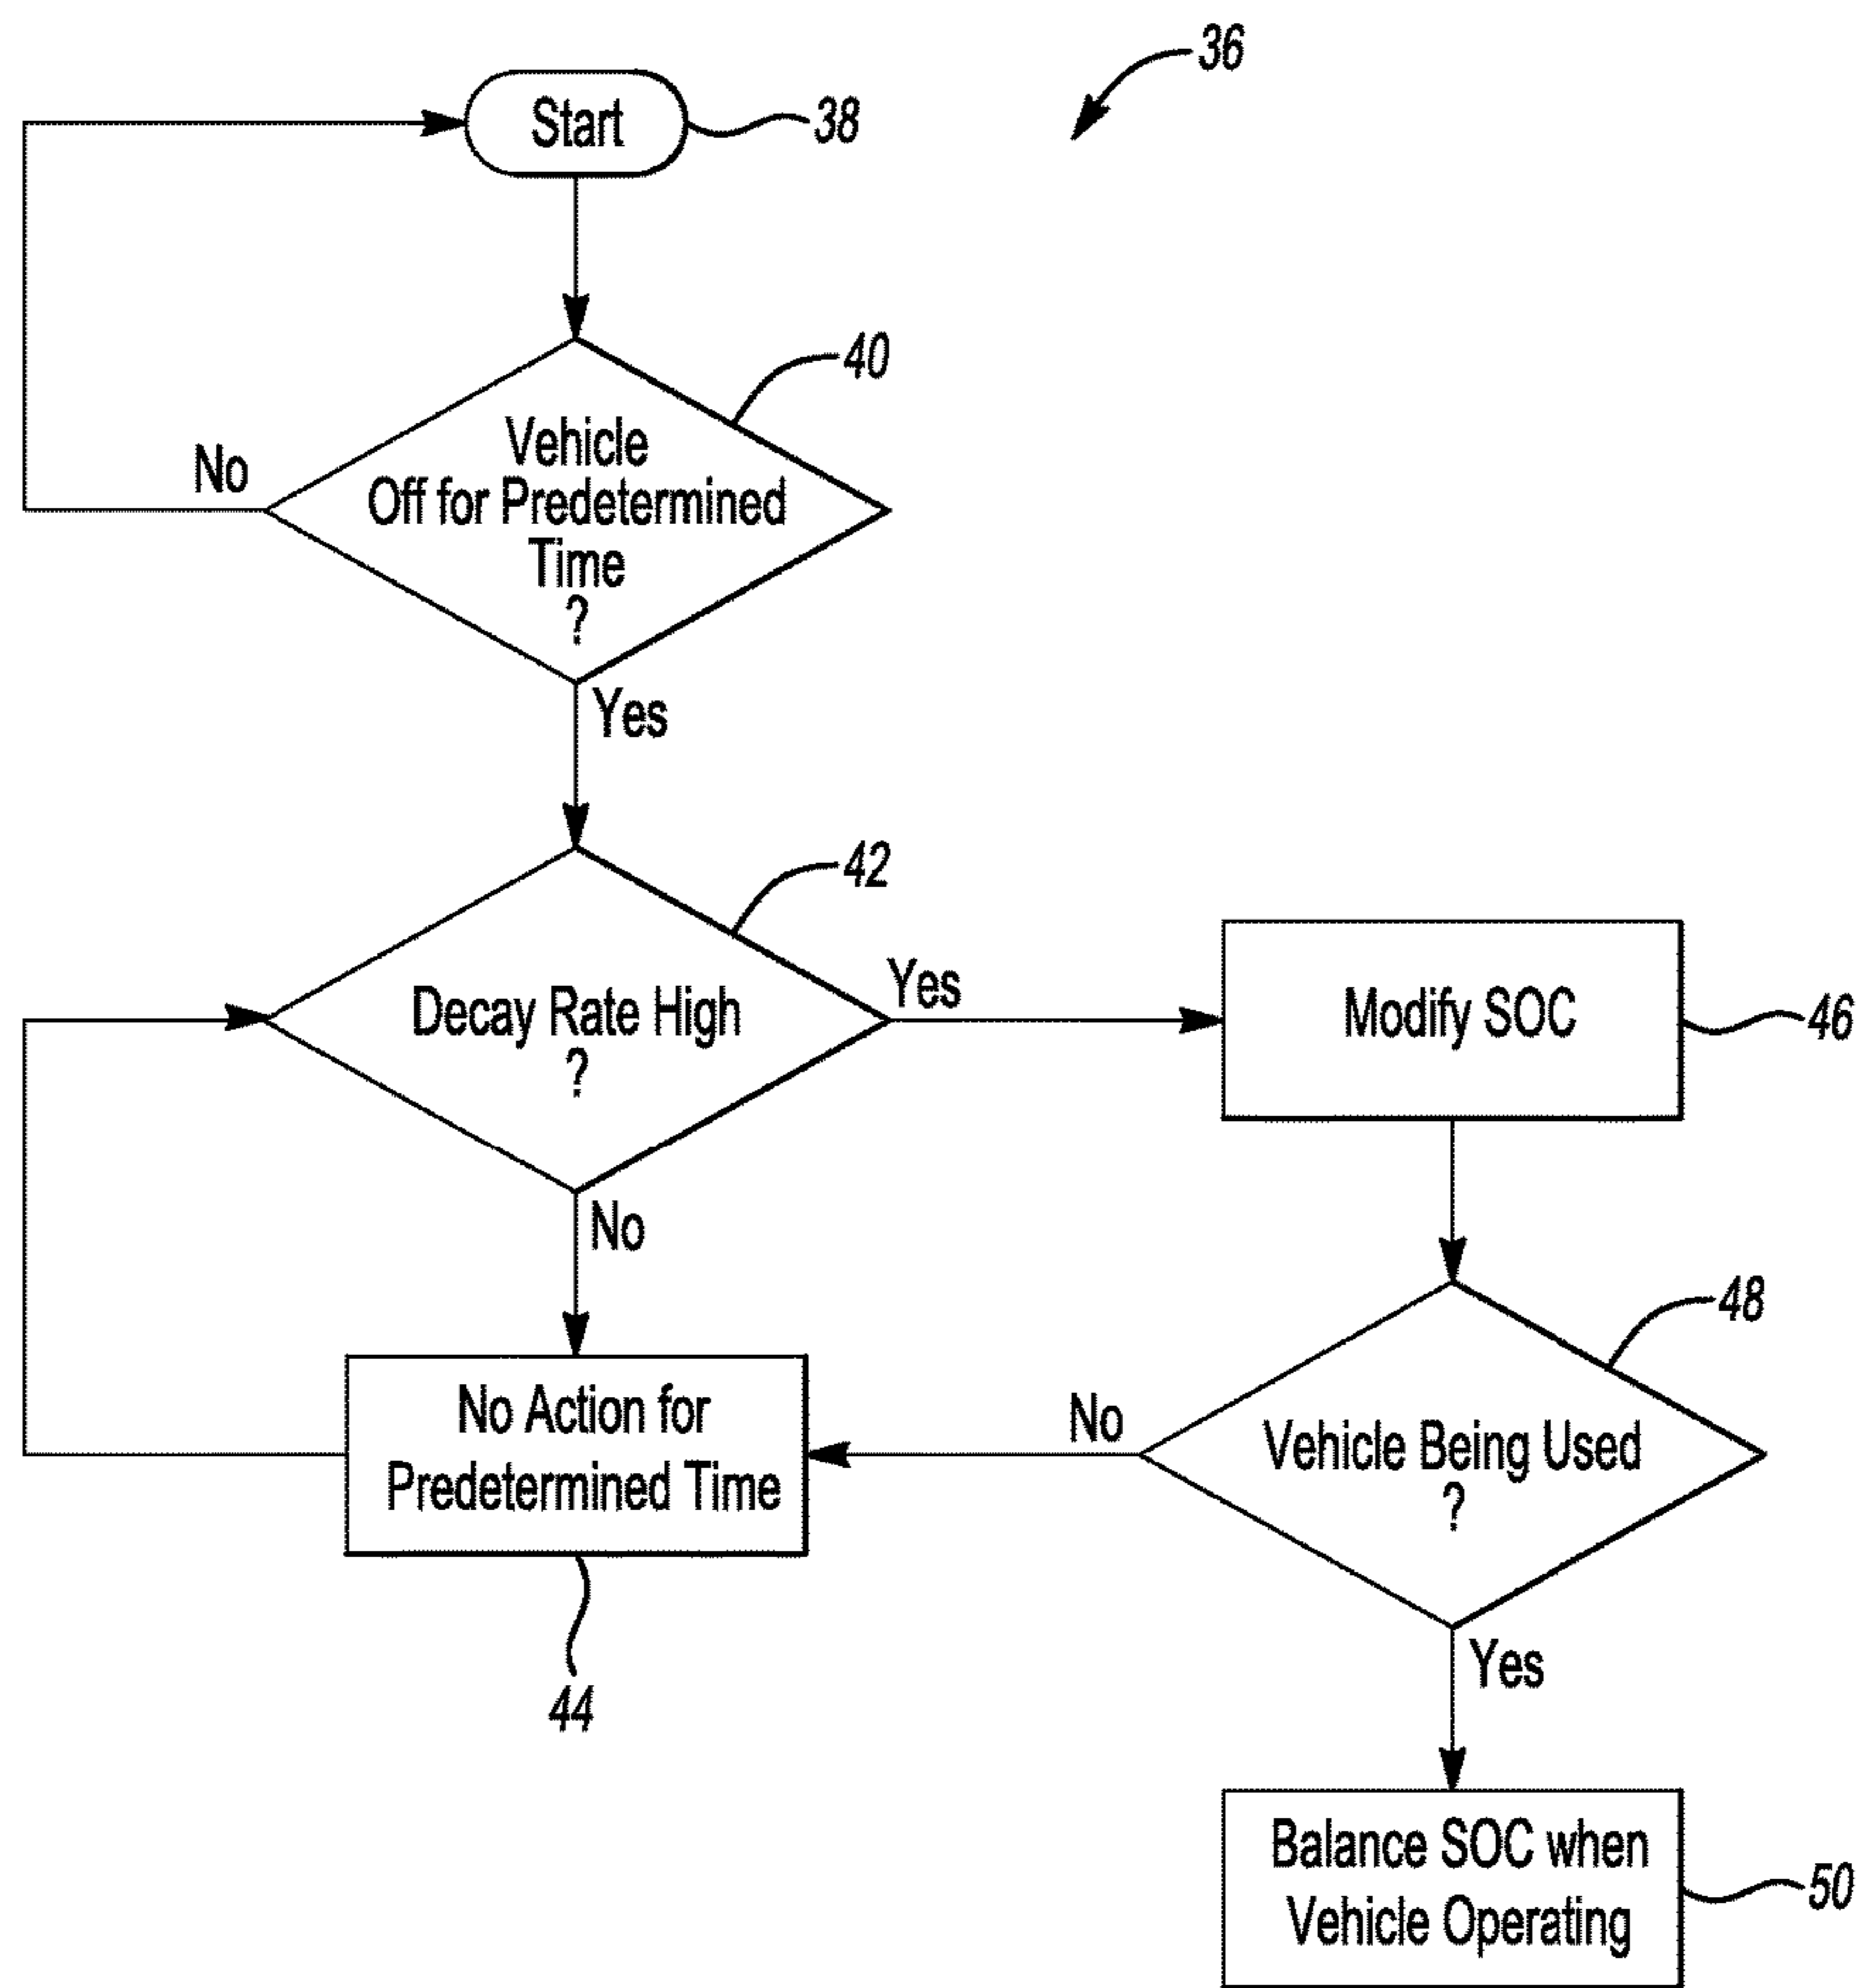 36
Start
38
40
Vehicle
Off for Predetermined
Time
?
No
Yes
42
Decay Rate High
?
Yes
Modify SOC
46
No
48
No Action for
Predetermined Time
44
No
Vehicle Being Used
?
Yes
Balance SOC when
Vehicle Operating
50